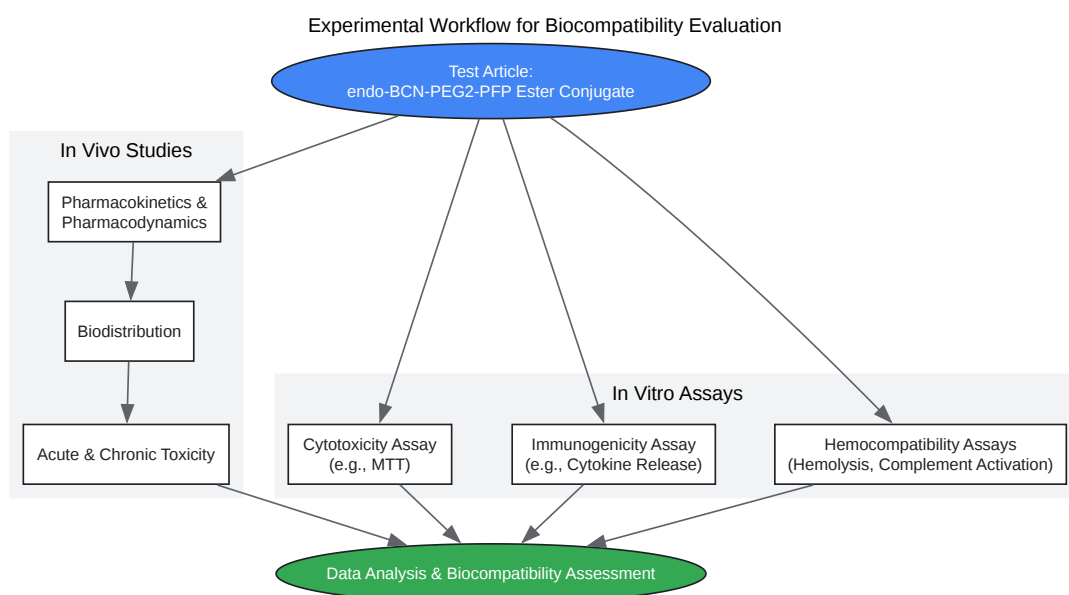 Experimental Workflow for Biocompatibility Evaluation
Test Article:
endo-BCN-PEG2-PFP Ester Conjugate
In Vivo Studies
Pharmacokinetics &
Pharmacodynamics
Biodistribution
Acute & Chronic Toxicity
In Vitro Assays
Cytotoxicity Assay
(e.g., MTT)
Immunogenicity Assay
(e.g., Cytokine Release)
Hemocompatibility Assays
(Hemolysis, Complement Activation)
Data Analysis & Biocompatibility Assessment